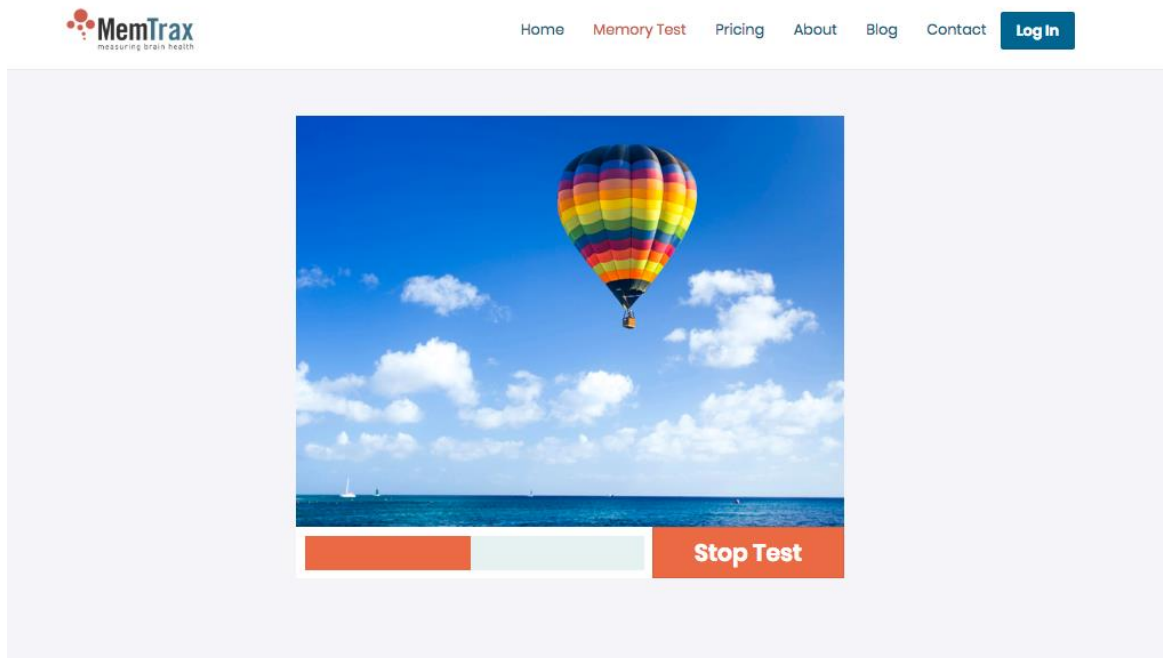 MemTrax
measuring brain health
Home Memory Test Pricing About Blog Contact Log In
Stop Test